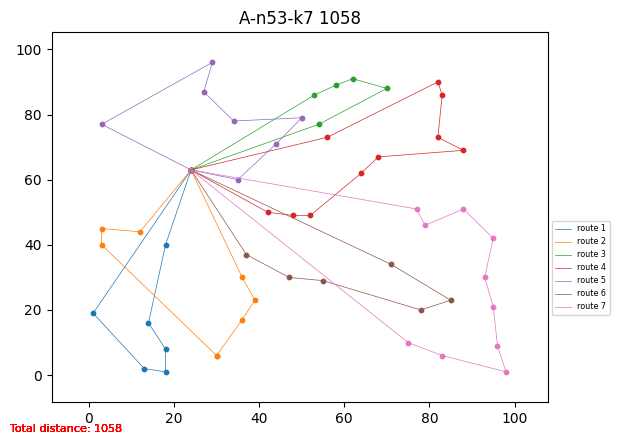 A-n53-k7 1058
100
80
60
40
20
0
0 20 40 60 80 100
route 1
route 2
route 3
route 4
route 5
route 6
route 7
Total distance: 1058